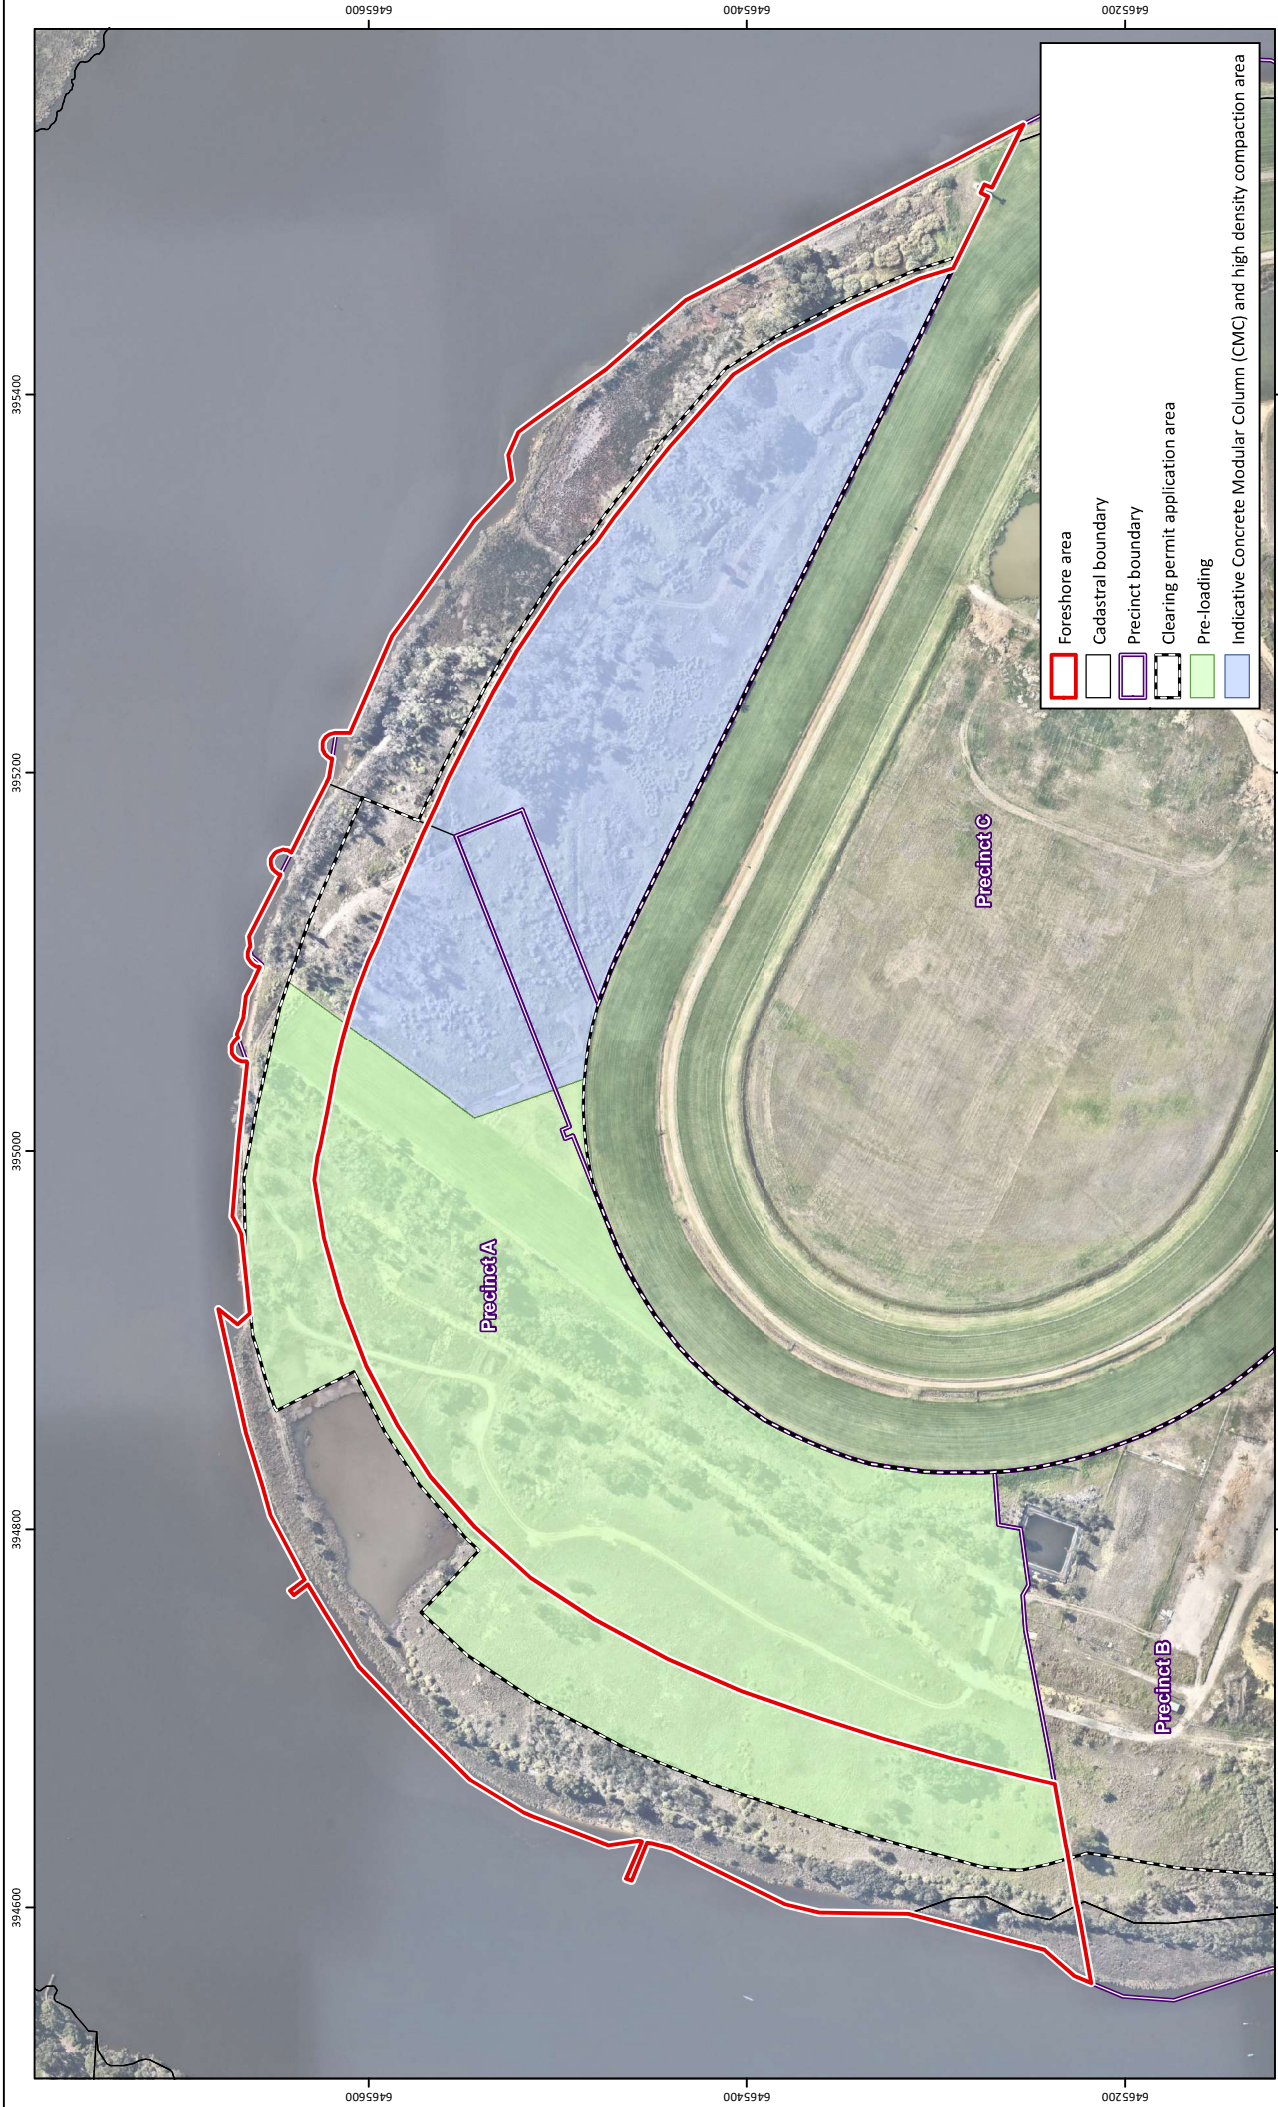 6465600
6465400
6465200
395400
395200
395000
394800
394600
Foreshore area
Cadastral boundary
Precinct boundary
Clearing permit application area
Pre-loading
Indicative Concrete Modular Column (CMC) and high density compaction area
Precinct C
Precinct A
Precinct B
6465600
6465400
6465200